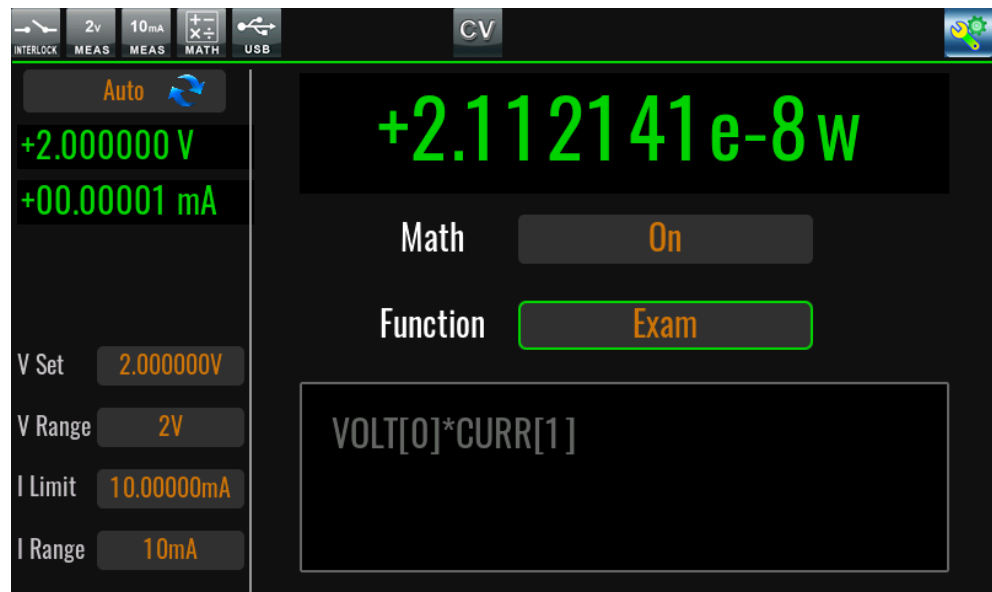 INTERLOCK 2V MEAS 10mA MEAS MATH USB CV
Auto
+2.000000 V
+00.00001 mA
+2.112141e-8 w
Math On
Function Exam
V Set 2.000000V
V Range 2V
I Limit 10.00000mA
I Range 10mA
VOLT[0]*CURR[1]